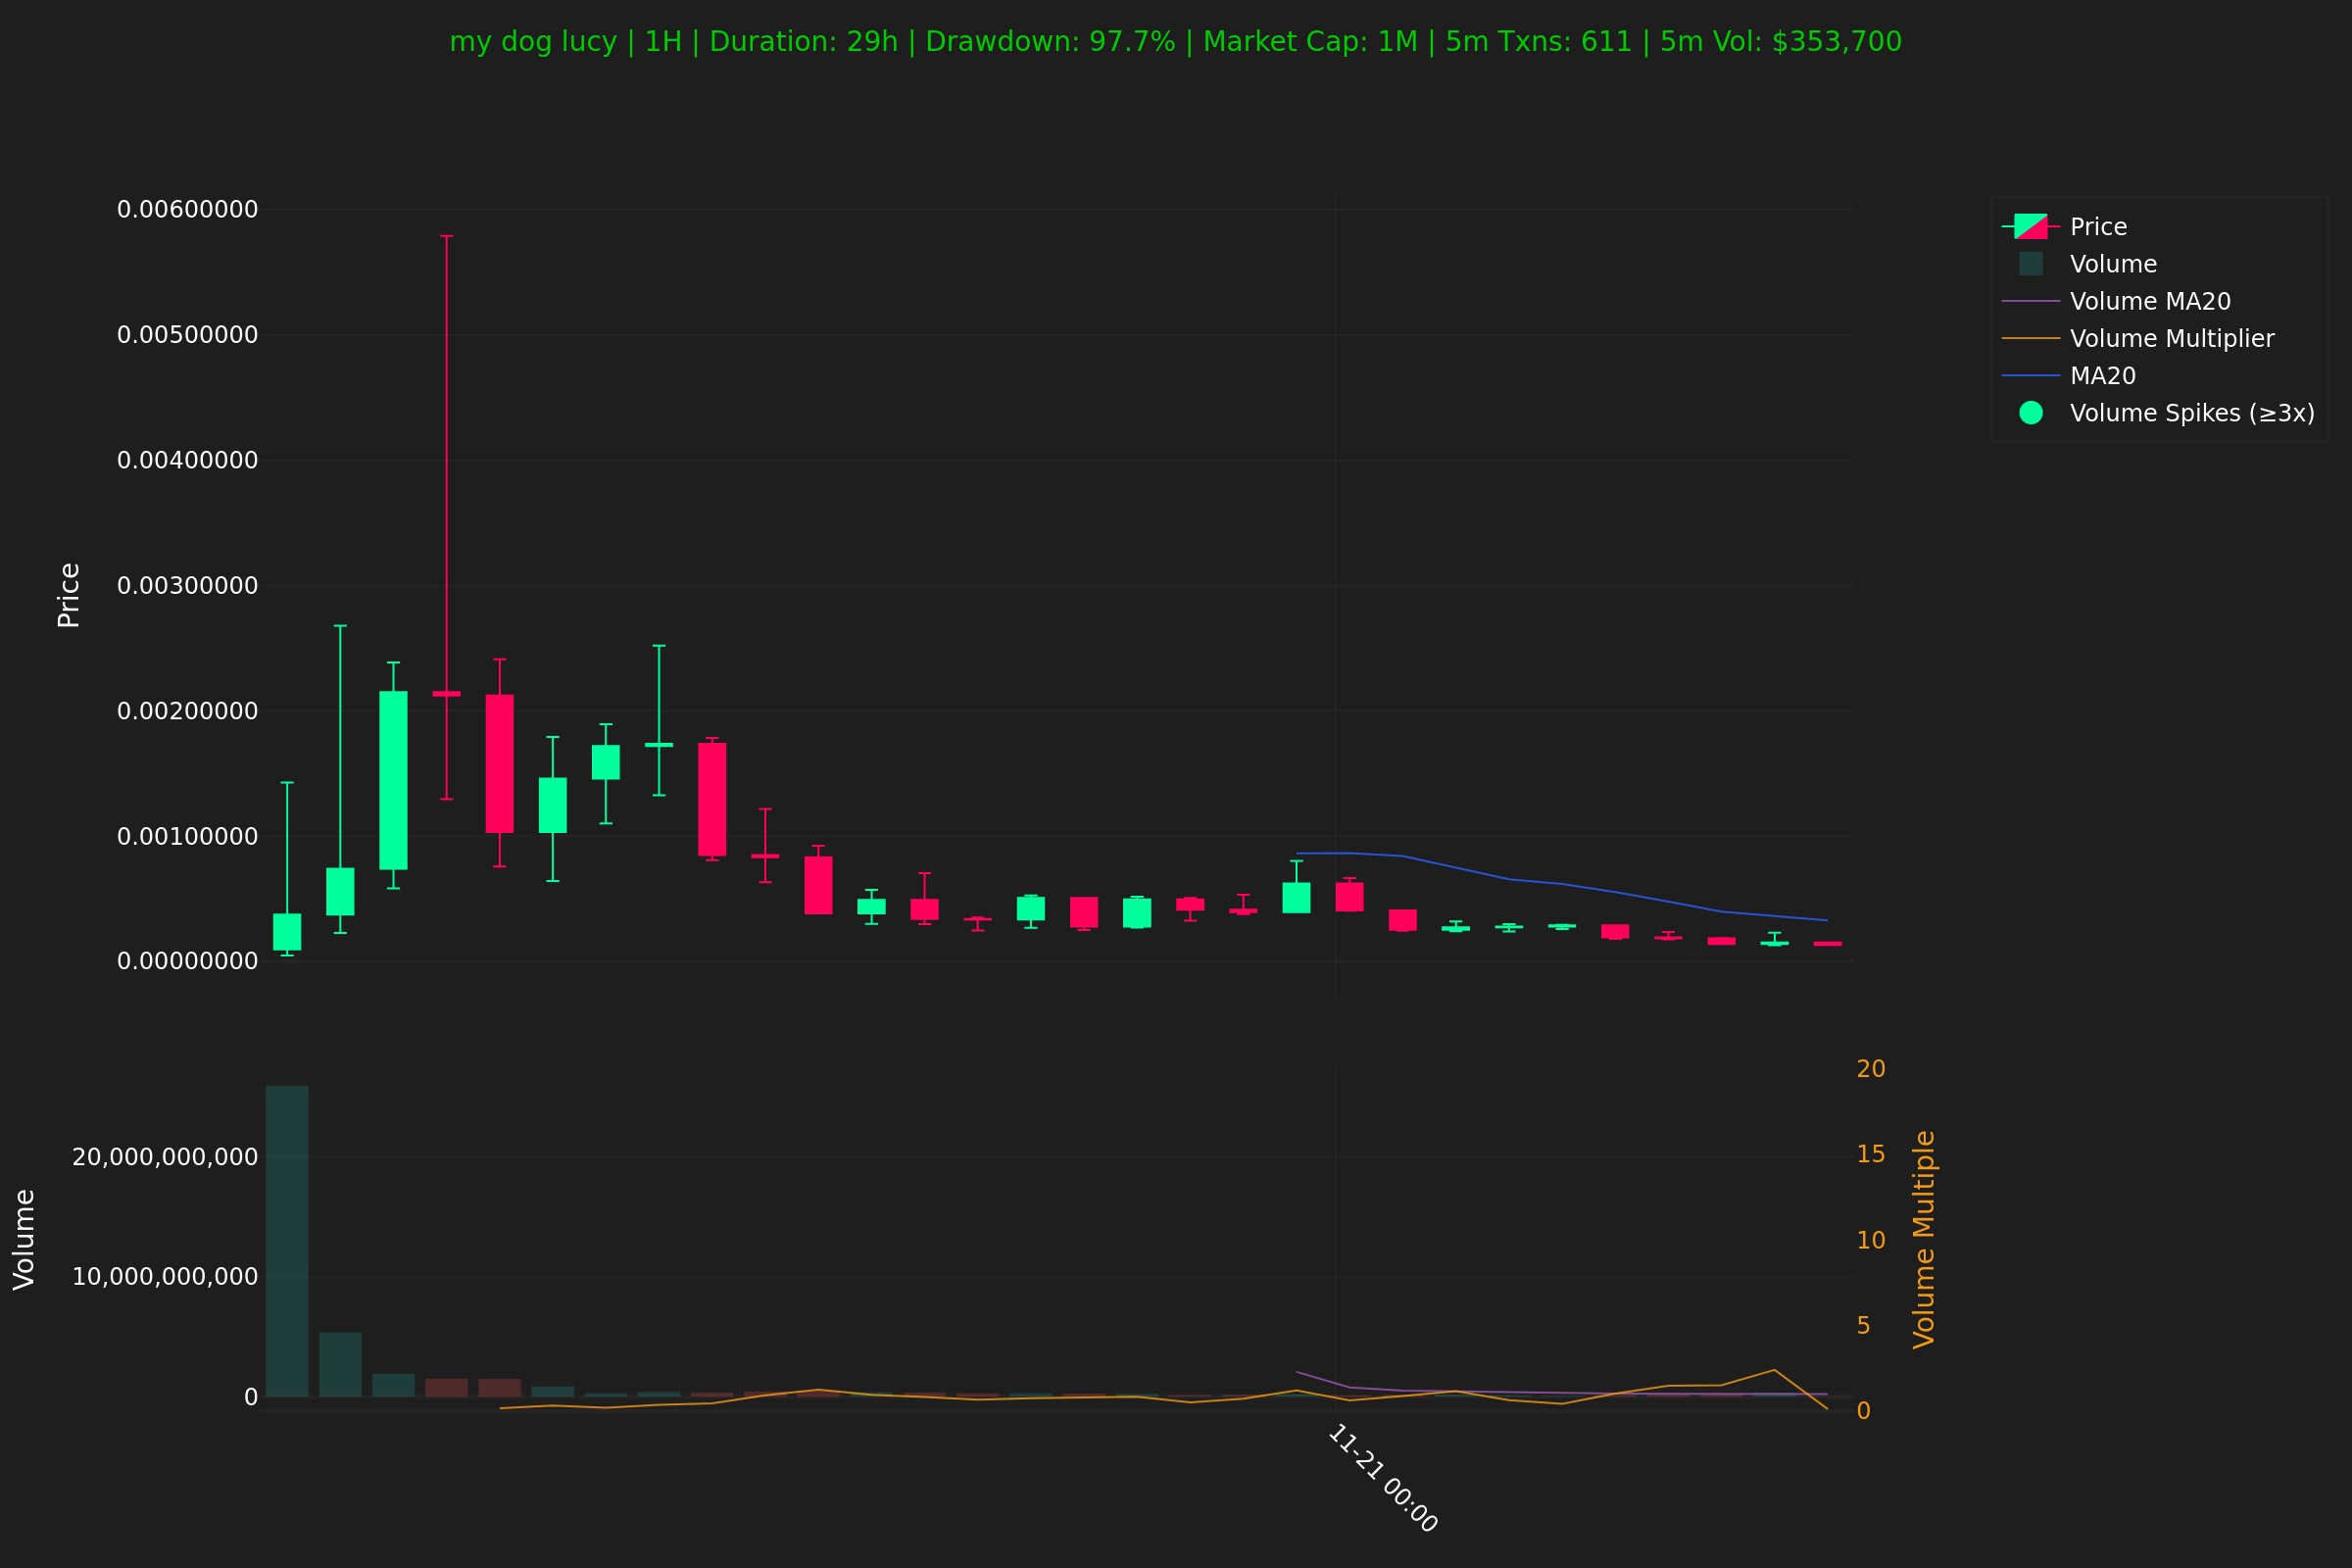 my dog lucy | 1H | Duration: 29h | Drawdown: 97.7% | Market Cap: 1M | 5m Txns: 611 | 5m Vol: $353,700
0.00600000
0.00500000
0.00400000
0.00300000
0.00200000
0.00100000
0.00000000
Price
Price
Volume
Volume MA20
Volume Multiplier
MA20
Volume Spikes (≥3x)
20,000,000,000
10,000,000,000
0
Volume
20
15
10
5
0
Volume Multiple
11-21 00:00